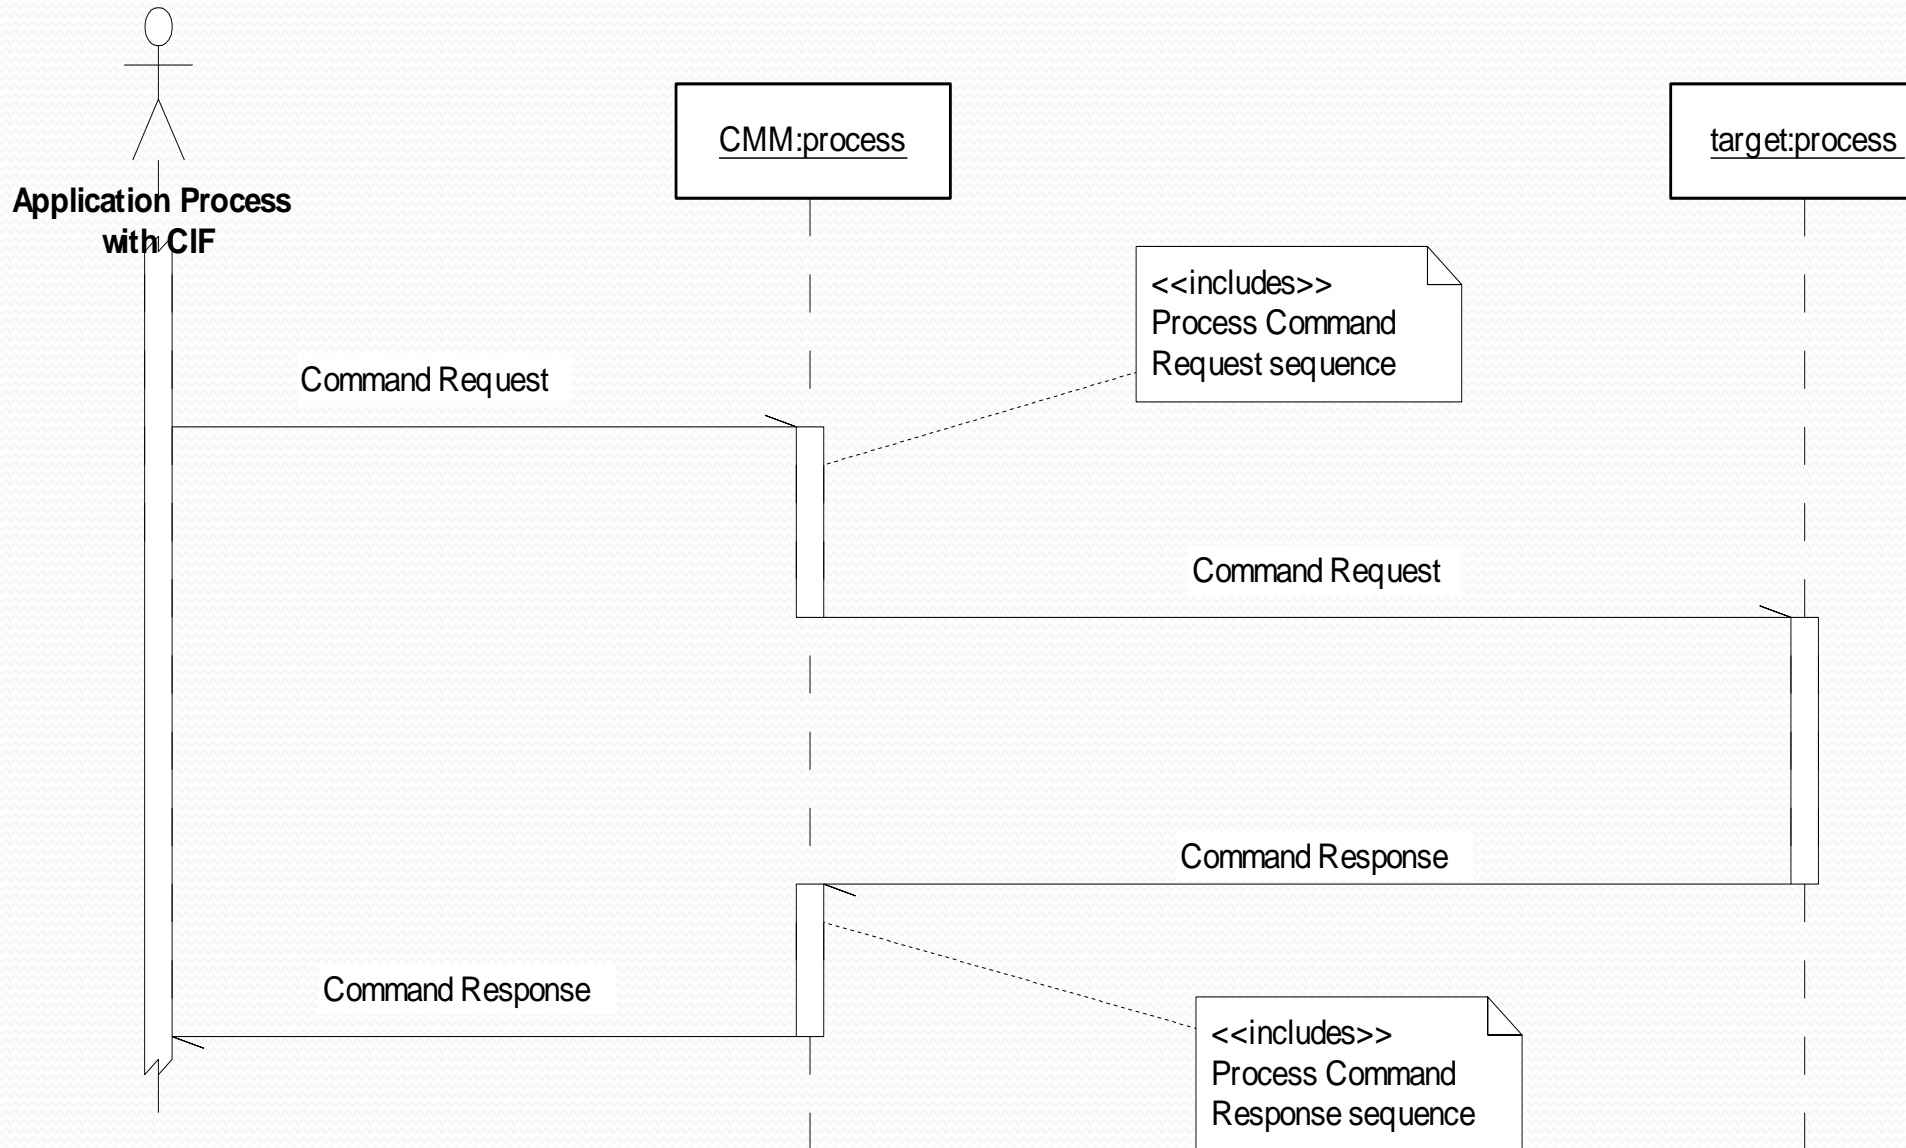 CMM:process
target:process
Application Process
with CIF
<<includes>>
Process Command
Request sequence
Command Request
Command Request
Command Response
Command Response
<<includes>>
Process Command
Response sequence